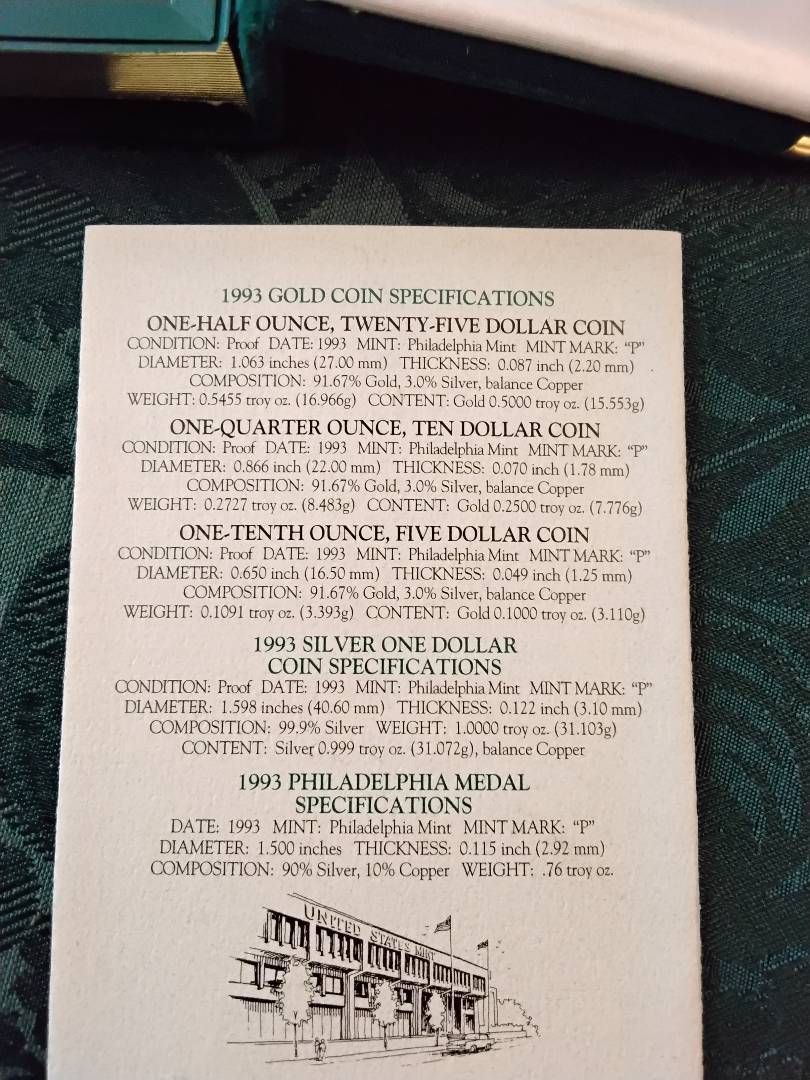 1993 GOLD COIN SPECIFICATIONS
ONE-HALF OUNCE, TWENTY-FIVE DOLLAR COIN
CONDITION: Proof DATE: 1993 MINT: Philadelphia Mint MINT MARK: “P”
DIAMETER: 1.063 inches (27.00 mm) THICKNESS: 0.087 inch (2.20 mm)
COMPOSITION: 91.67% Gold, 3.0% Silver, balance Copper
WEIGHT: 0.5455 troy oz. (16.966g) CONTENT: Gold 0.5000 troy oz. (15.553g)
ONE-QUARTER OUNCE, TEN DOLLAR COIN
CONDITION: Proof DATE: 1993 MINT: Philadelphia Mint MINT MARK: “P”
DIAMETER: 0.866 inch (22.00 mm) THICKNESS: 0.070 inch (1.78 mm)
COMPOSITION: 91.67% Gold, 3.0% Silver, balance Copper
WEIGHT: 0.2727 troy oz. (8.483g) CONTENT: Gold 0.2500 troy oz. (7.776g)
ONE-TENTH OUNCE, FIVE DOLLAR COIN
CONDITION: Proof DATE: 1993 MINT: Philadelphia Mint MINT MARK: “P”
DIAMETER: 0.650 inch (16.50 mm) THICKNESS: 0.049 inch (1.25 mm)
COMPOSITION: 91.67% Gold, 3.0% Silver, balance Copper
WEIGHT: 0.1091 troy oz. (3.393g) CONTENT: Gold 0.1000 troy oz. (3.110g)
1993 SILVER ONE DOLLAR
COIN SPECIFICATIONS
CONDITION: Proof DATE: 1993 MINT: Philadelphia Mint MINT MARK: “P”
DIAMETER: 1.598 inches (40.60 mm) THICKNESS: 0.122 inch (3.10 mm)
COMPOSITION: 99.9% Silver WEIGHT: 1.0000 troy oz. (31.103g)
CONTENT: Silver 0.999 troy oz. (31.072g), balance Copper
1993 PHILADELPHIA MEDAL
SPECIFICATIONS
DATE: 1993 MINT: Philadelphia Mint MINT MARK: “P”
DIAMETER: 1.500 inches THICKNESS: 0.115 inch (2.92 mm)
COMPOSITION: 90% Silver, 10% Copper WEIGHT: .76 troy oz.
UNITED STATES MINT